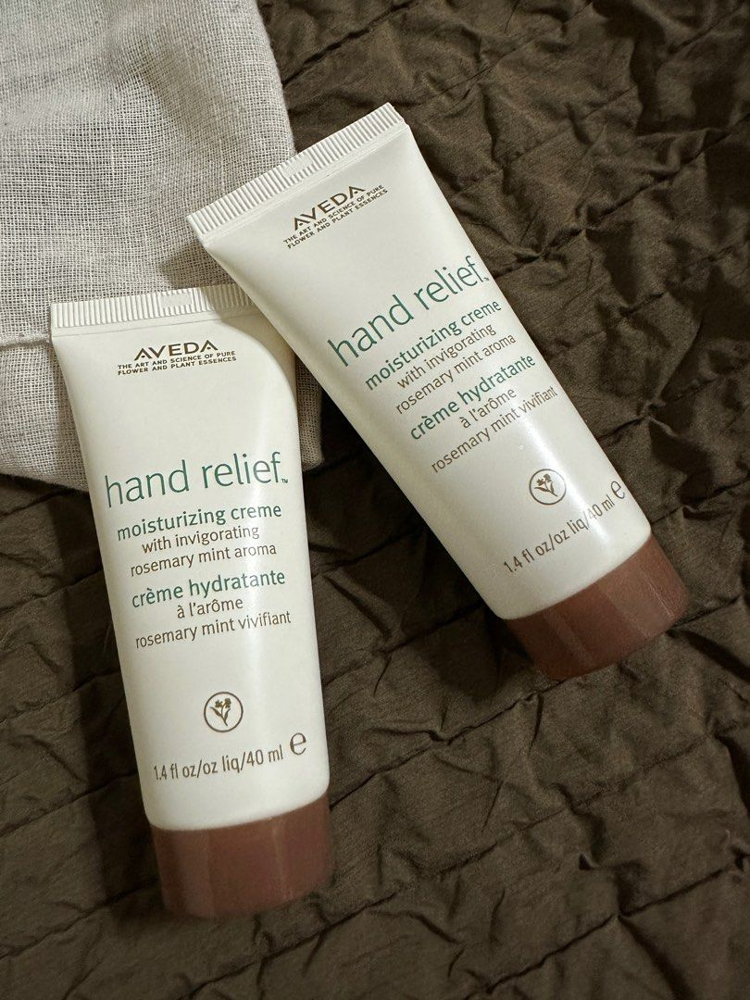 AVEDA
THE ART AND SCIENCE OF PURE
FLOWER AND PLANT ESSENCES
hand relief™
moisturizing creme
with invigorating
rosemary mint aroma
crème hydratante
à l'arôme
rosemary mint vivifiant
1.4 fl oz/oz liq/40 ml ℮
AVEDA
THE ART AND SCIENCE OF PURE
FLOWER AND PLANT ESSENCES
hand relief™
moisturizing creme
with invigorating
rosemary mint aroma
crème hydratante
à l'arôme
rosemary mint vivifiant
1.4 fl oz/oz liq/40 ml ℮